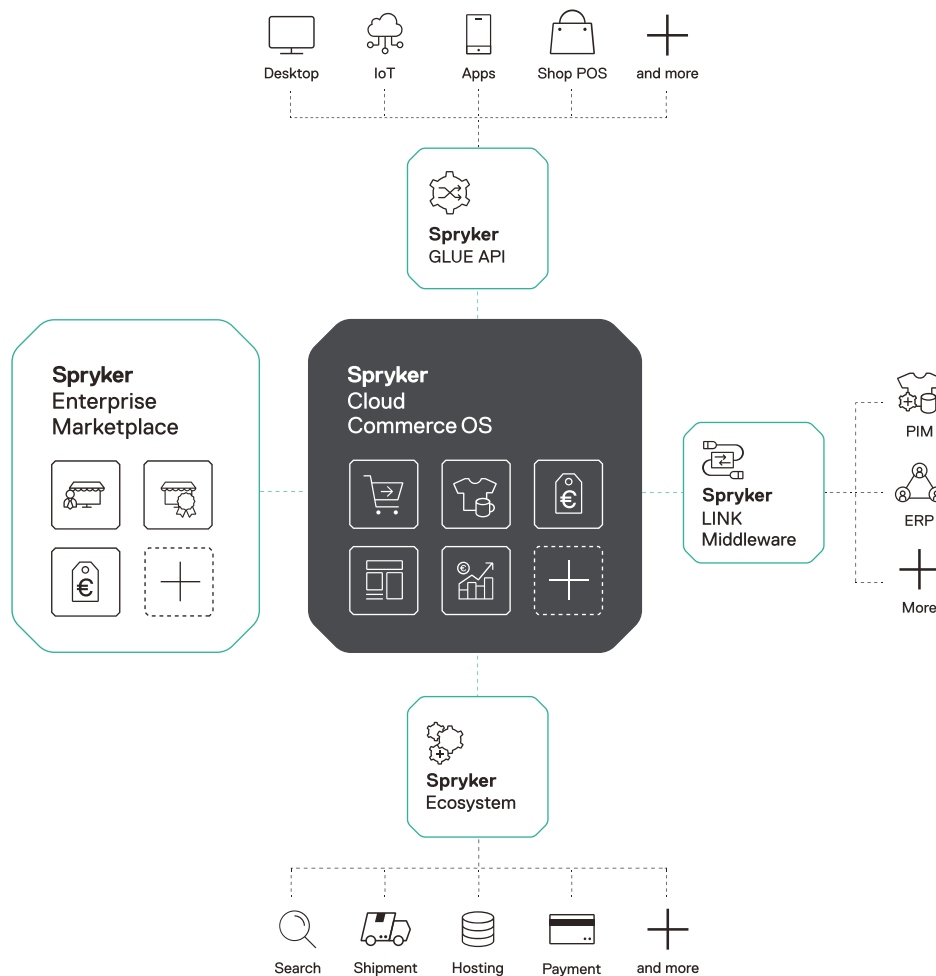 Desktop
IoT
Apps
Shop POS
and more
Spryker
GLUE API
Spryker
Enterprise
Marketplace
€
Spryker
Cloud
Commerce OS
€
€
Spryker
LINK
Middleware
PIM
ERP
More
Spryker
Ecosystem
Search
Shipment
Hosting
Payment
and more